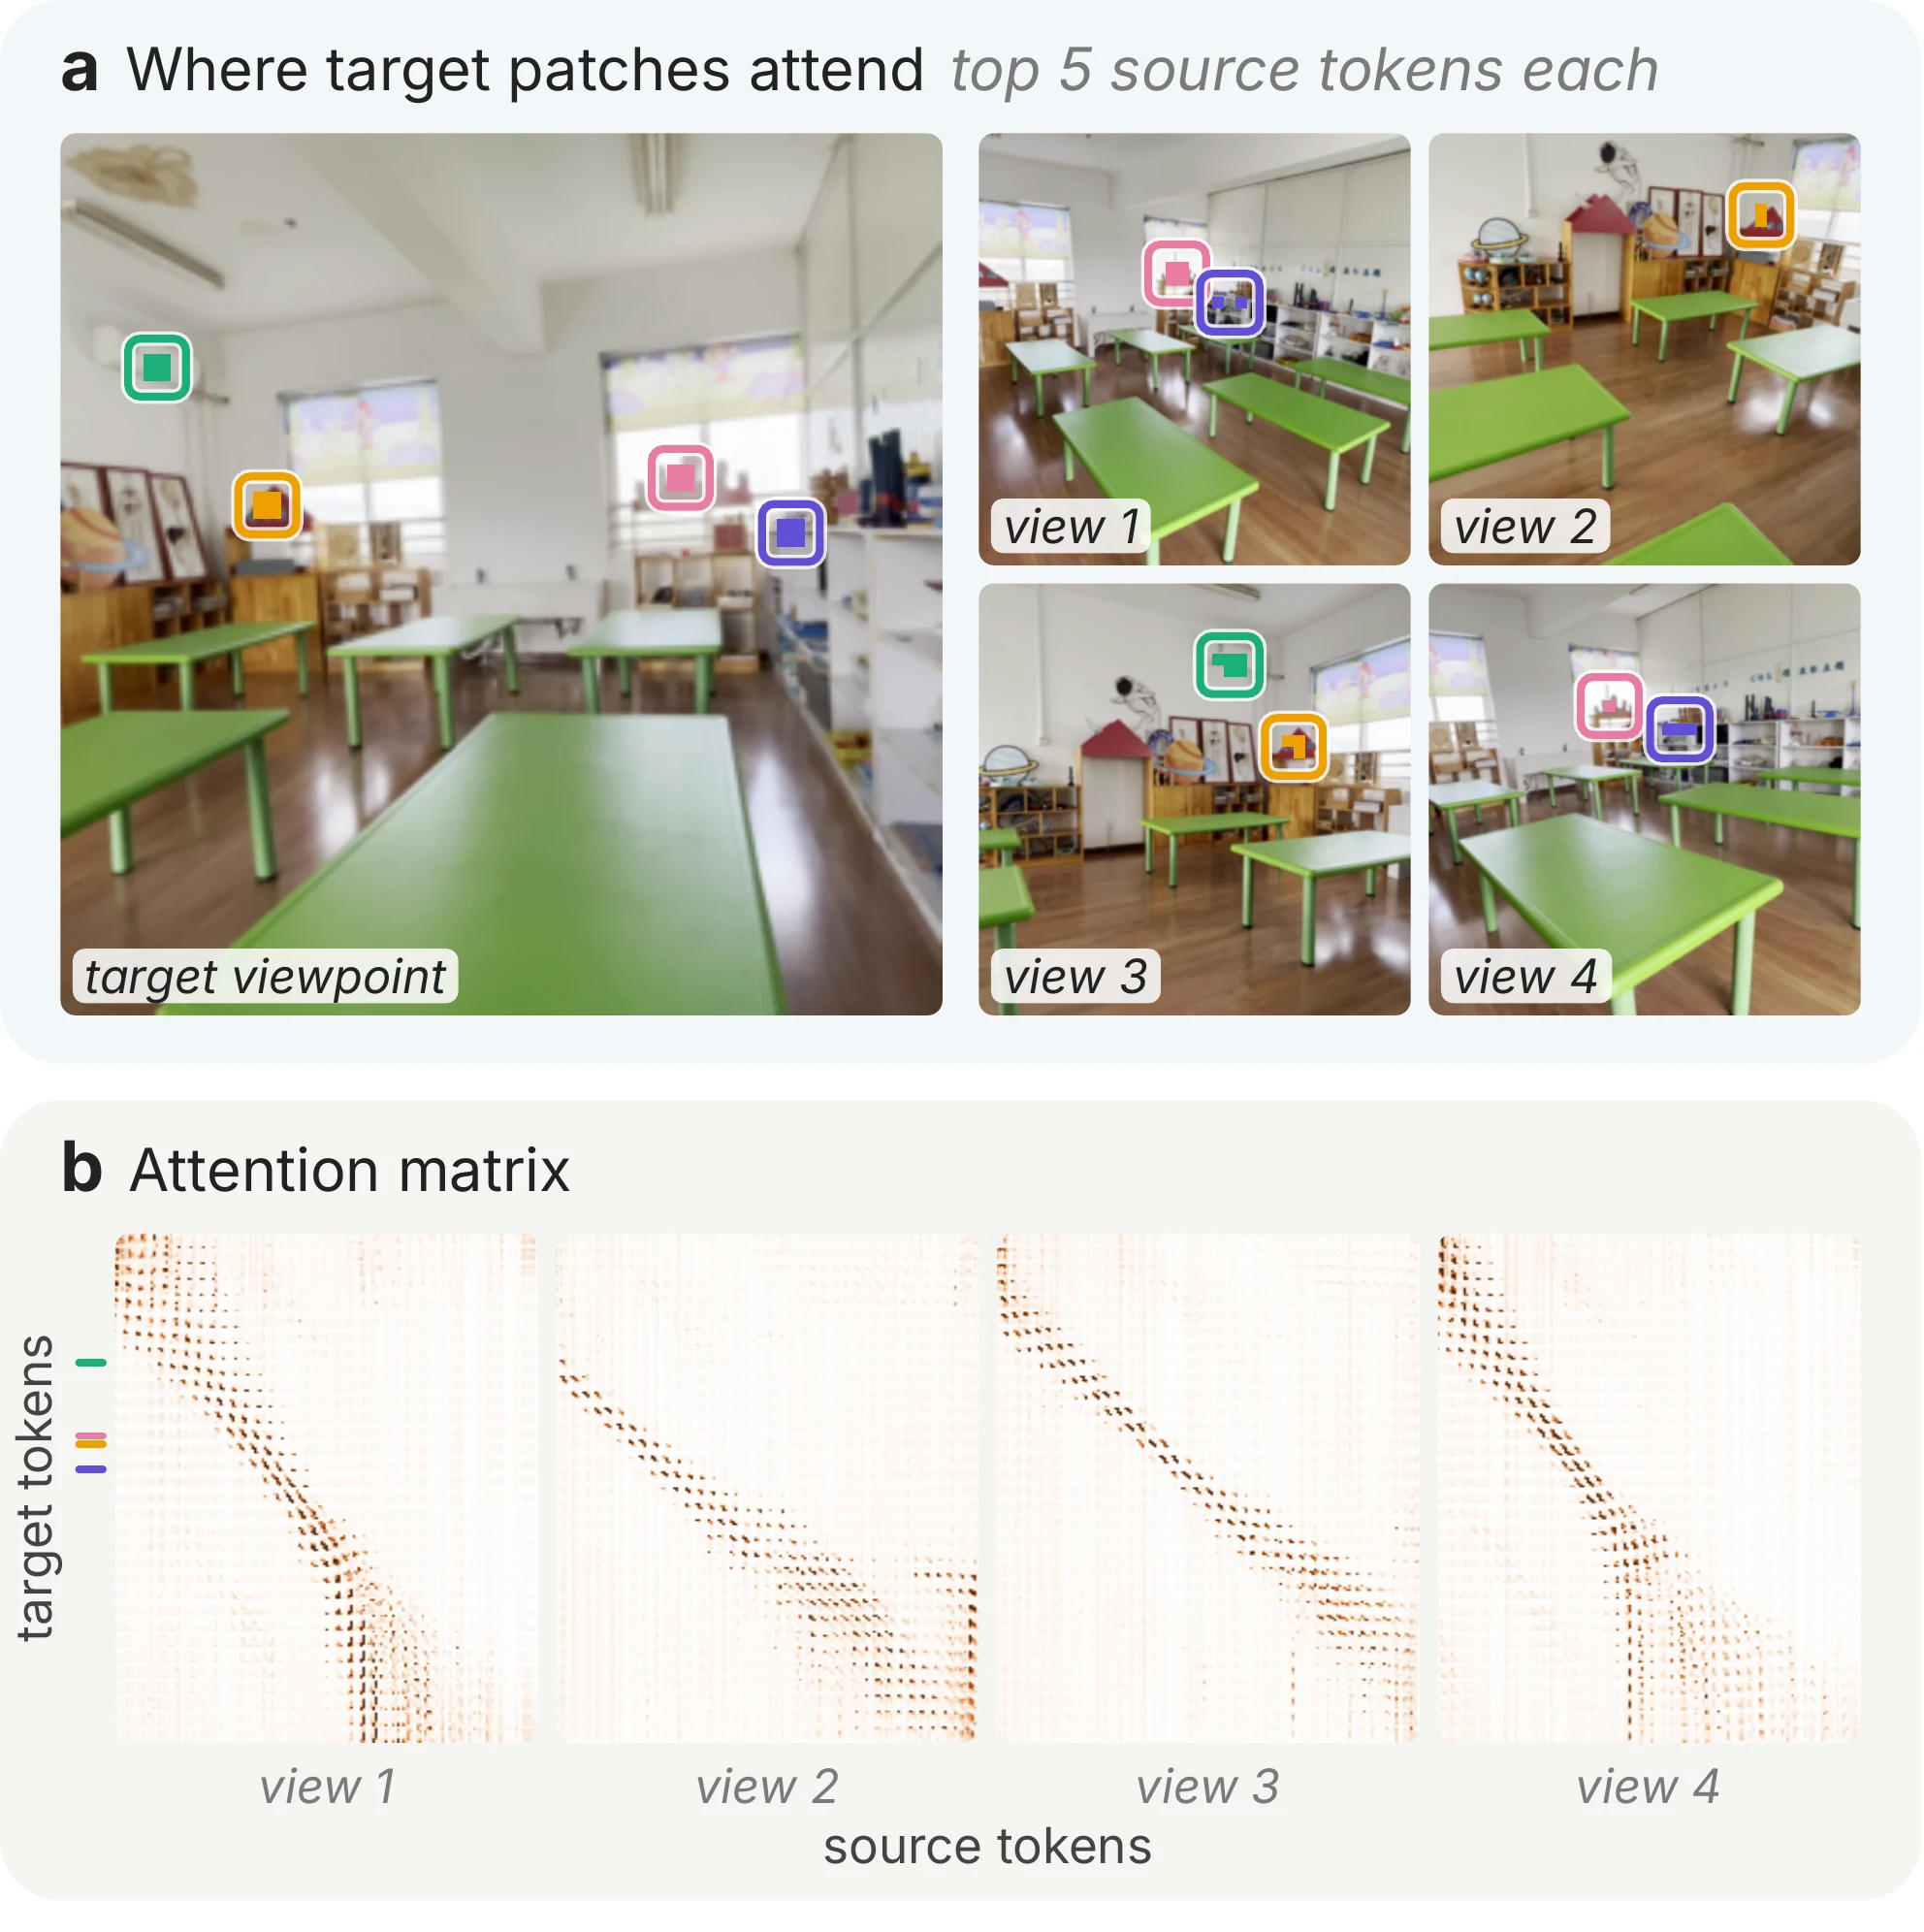 a Where target patches attend top 5 source tokens each
target viewpoint
view 1
view 2
view 3
view 4
b Attention matrix
target tokens
view 1
view 2
view 3
view 4
source tokens